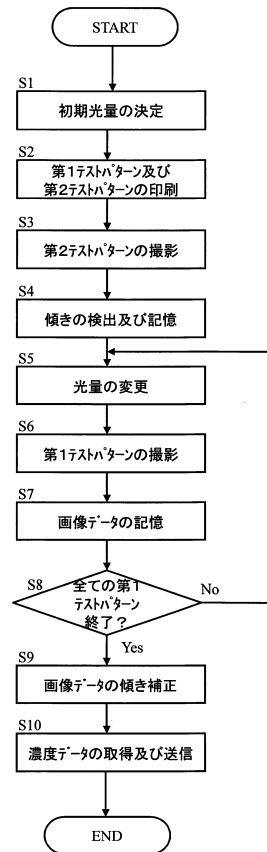 START
S1
初期光量の決定
S2
第1テストパターン及び
第2テストパターンの印刷
S3
第2テストパターンの撮影
S4
傾きの検出及び記憶
S5
光量の変更
S6
第1テストパターンの撮影
S7
画像データの記憶
S8
全ての第1
テストパターン
終了?
No
Yes
S9
画像データの傾き補正
S10
濃度データの取得及び送信
END